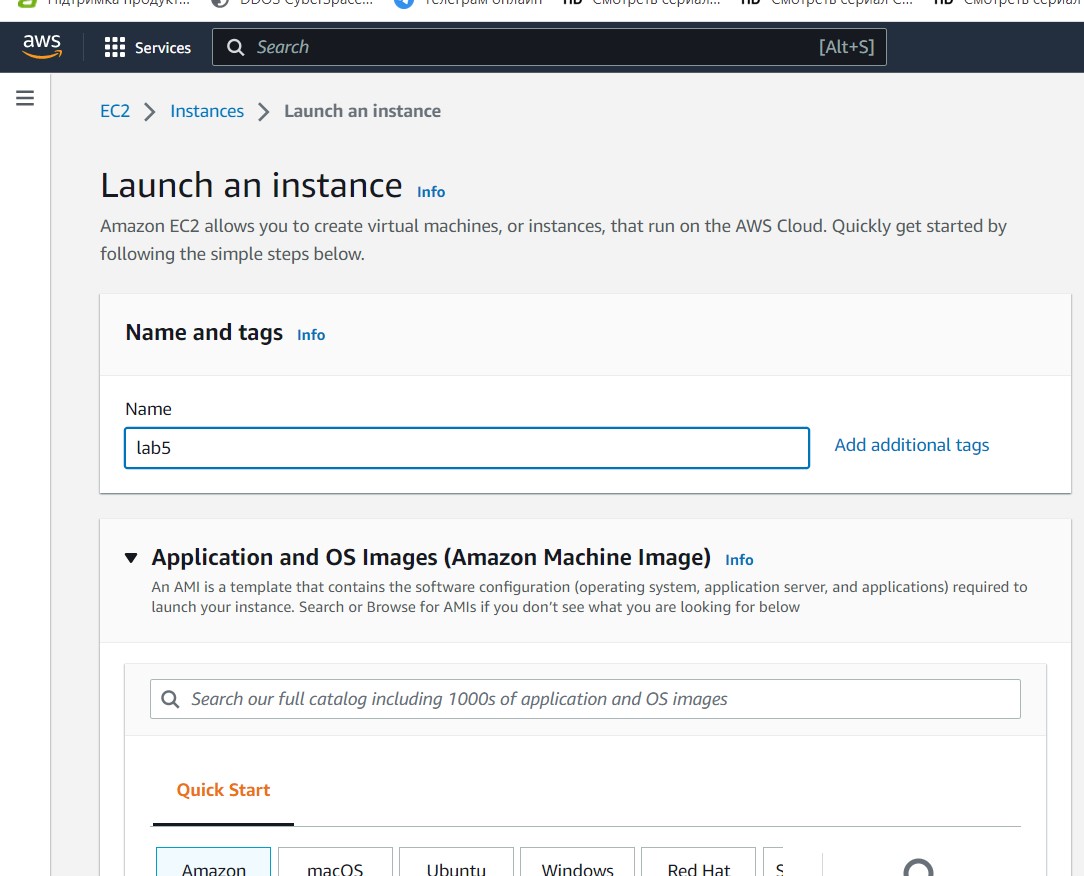 DDOS CyberSpace...
Телеграм онлайн
HD Смотреть сериал...
HD Смотреть сериал С...
HD Смотреть сериал
aws
Services
Search
[Alt+S]
EC2 > Instances > Launch an instance
Launch an instance Info
Amazon EC2 allows you to create virtual machines, or instances, that run on the AWS Cloud. Quickly get started by
following the simple steps below.
Name and tags Info
Name
lab5
Add additional tags
Application and OS Images (Amazon Machine Image) Info
An AMI is a template that contains the software configuration (operating system, application server, and applications) required to
launch your instance. Search or Browse for AMIs if you don't see what you are looking for below
Search our full catalog including 1000s of application and OS images
Quick Start
Amazon
macOS
Ubuntu
Windows
Red Hat
S